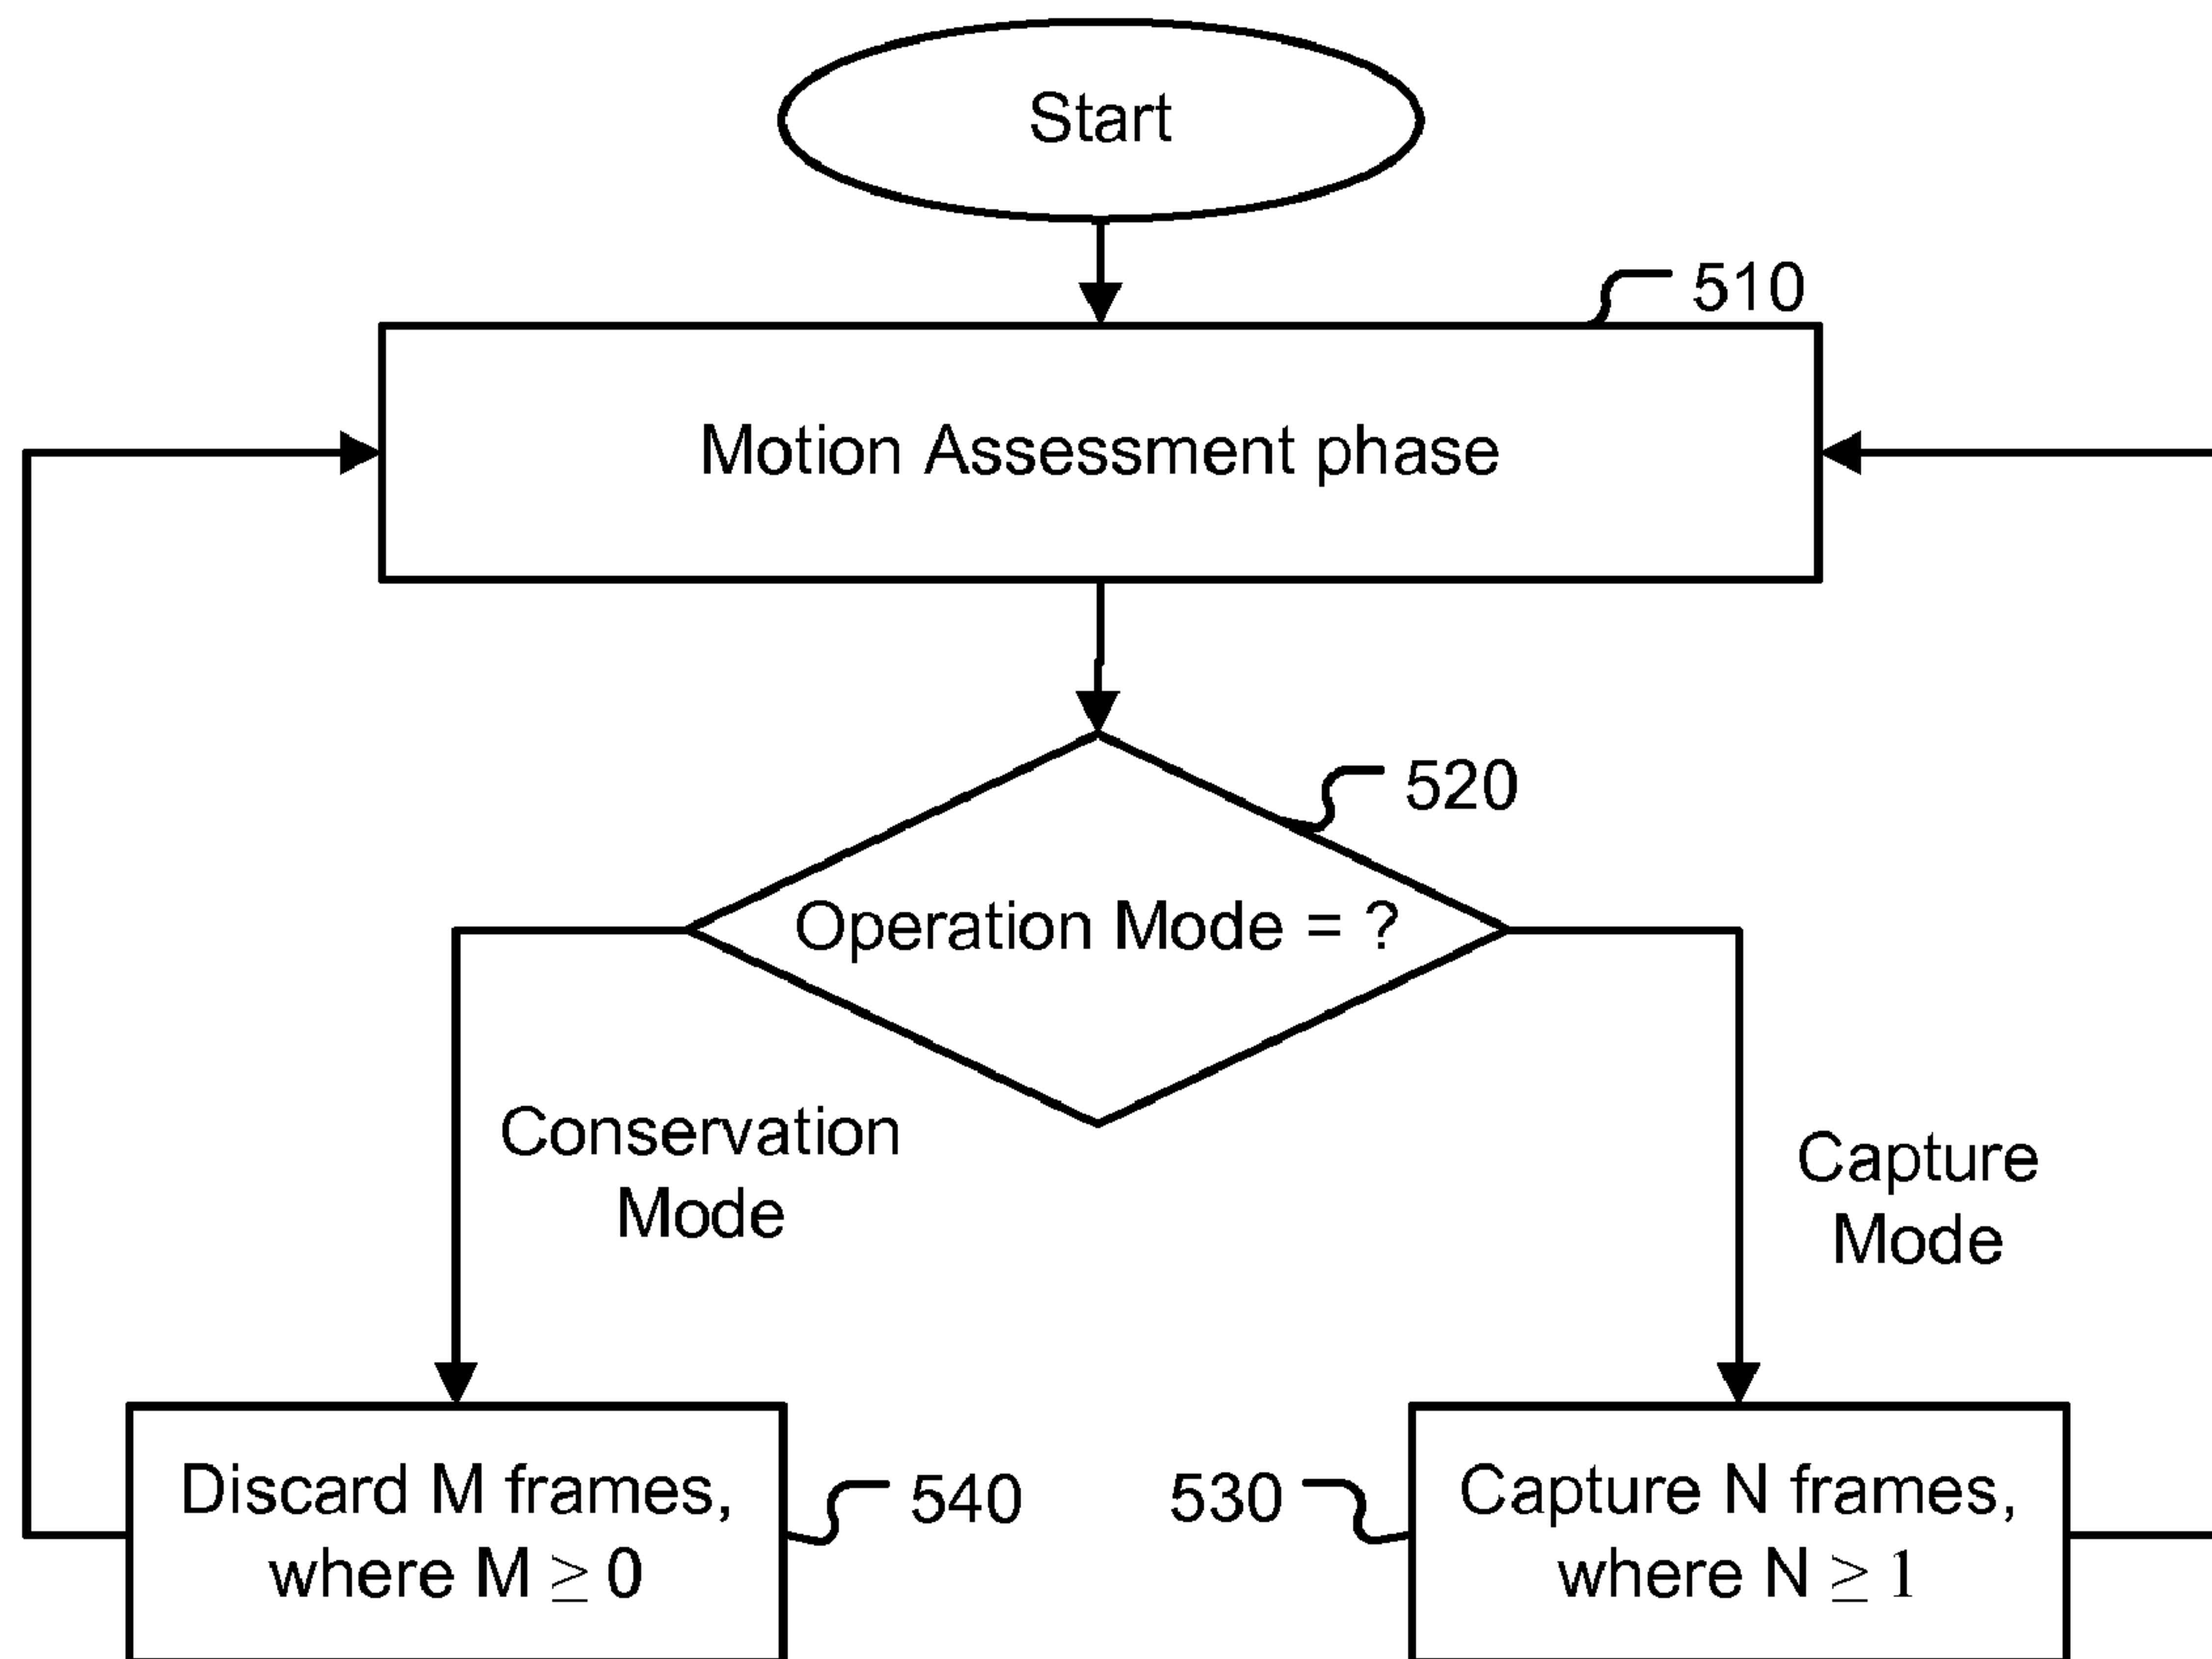 Start
510
Motion Assessment phase
520
Operation Mode = ?
Conservation
Mode
Capture
Mode
Discard M frames,
where M ≥ 0
540
530
Capture N frames,
where N ≥ 1